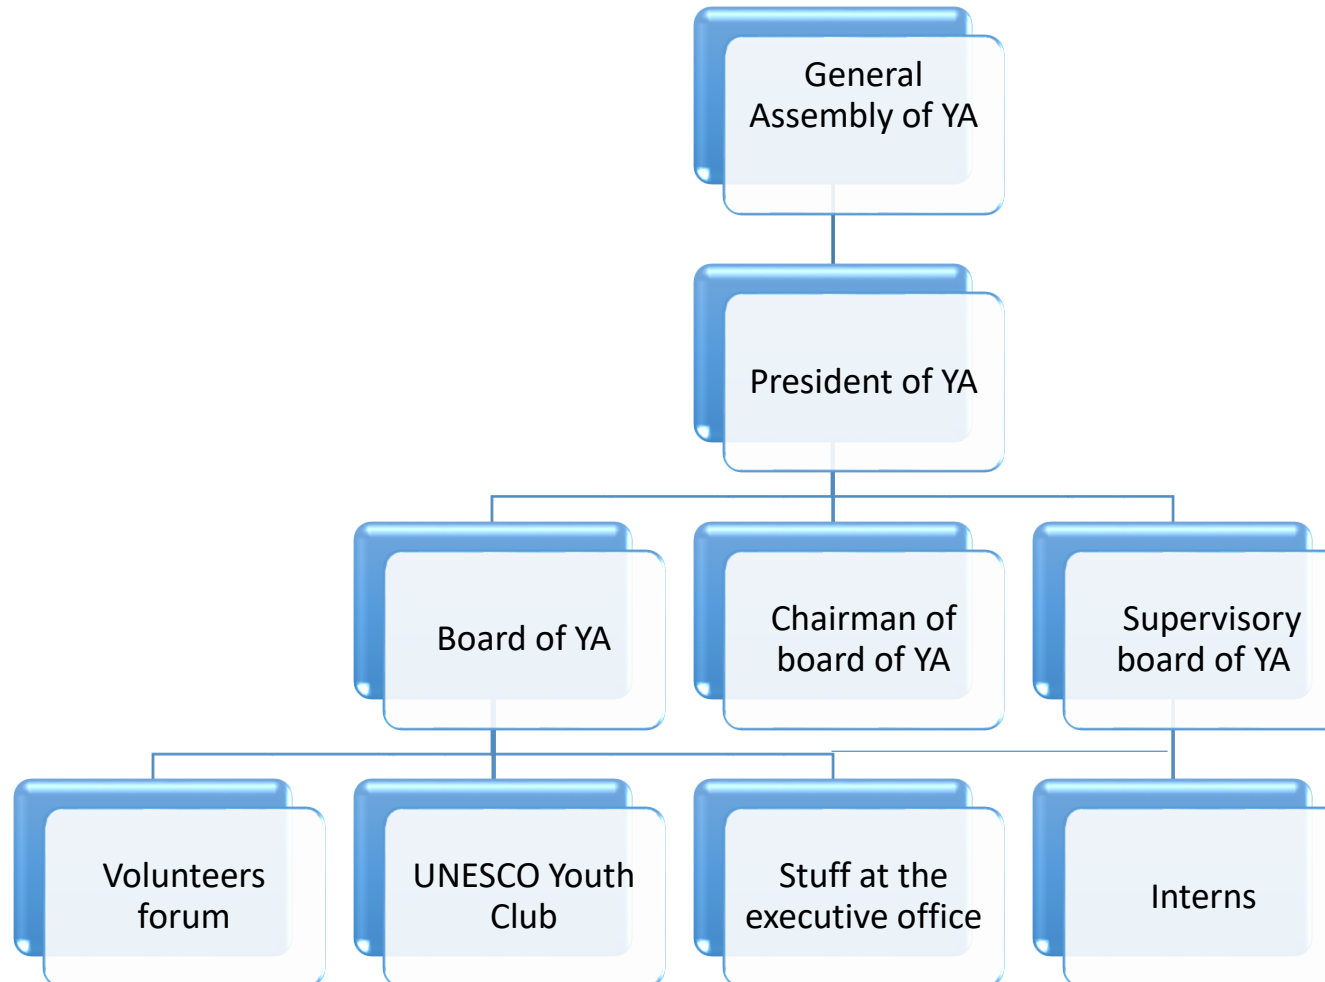 General
Assembly of YA
President of YA
Board of YA
Chairman of
board of YA
Supervisory
board of YA
Volunteers
forum
UNESCO Youth
Club
Stuff at the
executive office
Interns